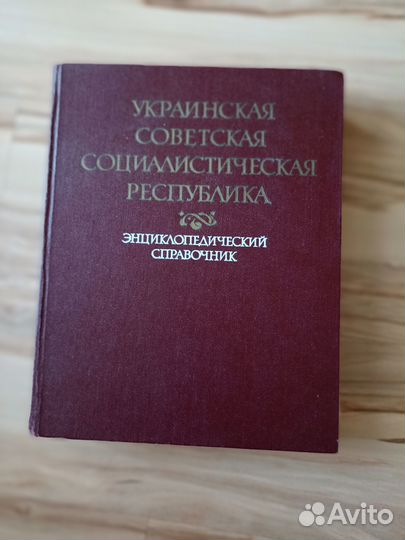 УКРАИНСКАЯ
СОВЕТСКАЯ
СОЦИАЛИСТИЧЕСКАЯ
РЕСПУБЛИКА
ЭНЦИКЛОПЕДИЧЕСКИЙ
СПРАВОЧНИК
Avito